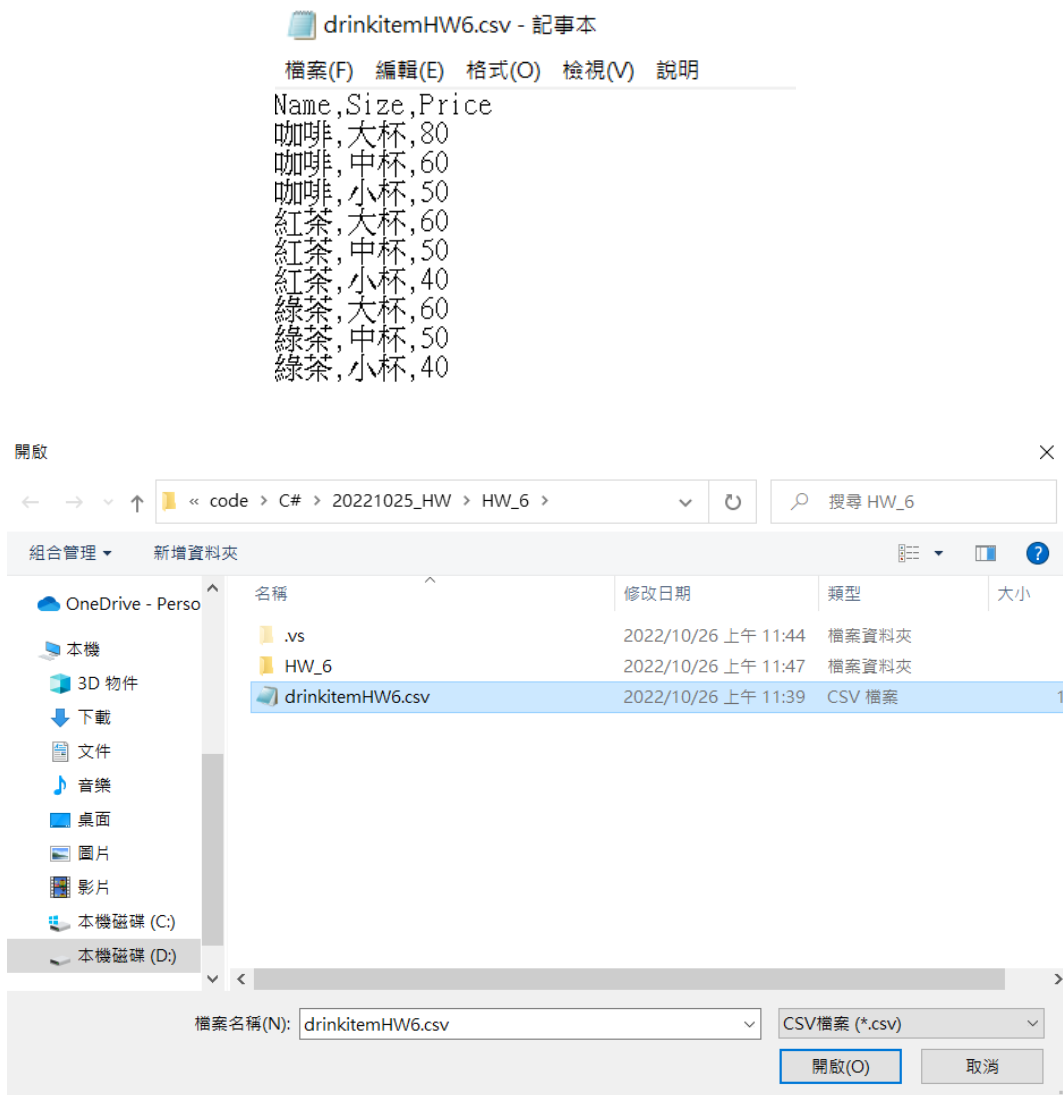 drinkitemHW6.csv - 記事本
檔案(F) 編輯(E) 格式(O) 檢視(V) 說明
Name,Size,Price
咖啡,大杯,80
咖啡,中杯,60
咖啡,小杯,50
紅茶,大杯,60
紅茶,中杯,50
紅茶,小杯,40
綠茶,大杯,60
綠茶,中杯,50
綠茶,小杯,40
開啟
« code > C# > 20221025_HW > HW_6 > 搜尋 HW_6
組合管理 新增資料夾
名稱 修改日期 類型 大小
OneDrive - Perso
.vs 2022/10/26 上午 11:44 檔案資料夾
本機
HW_6 2022/10/26 上午 11:47 檔案資料夾
3D 物件
drinkitemHW6.csv 2022/10/26 上午 11:39 CSV 檔案 1
下載
文件
音樂
桌面
圖片
影片
本機磁碟 (C:)
本機磁碟 (D:)
檔案名稱(N): drinkitemHW6.csv CSV檔案 (*.csv)
開啟(O) 取消